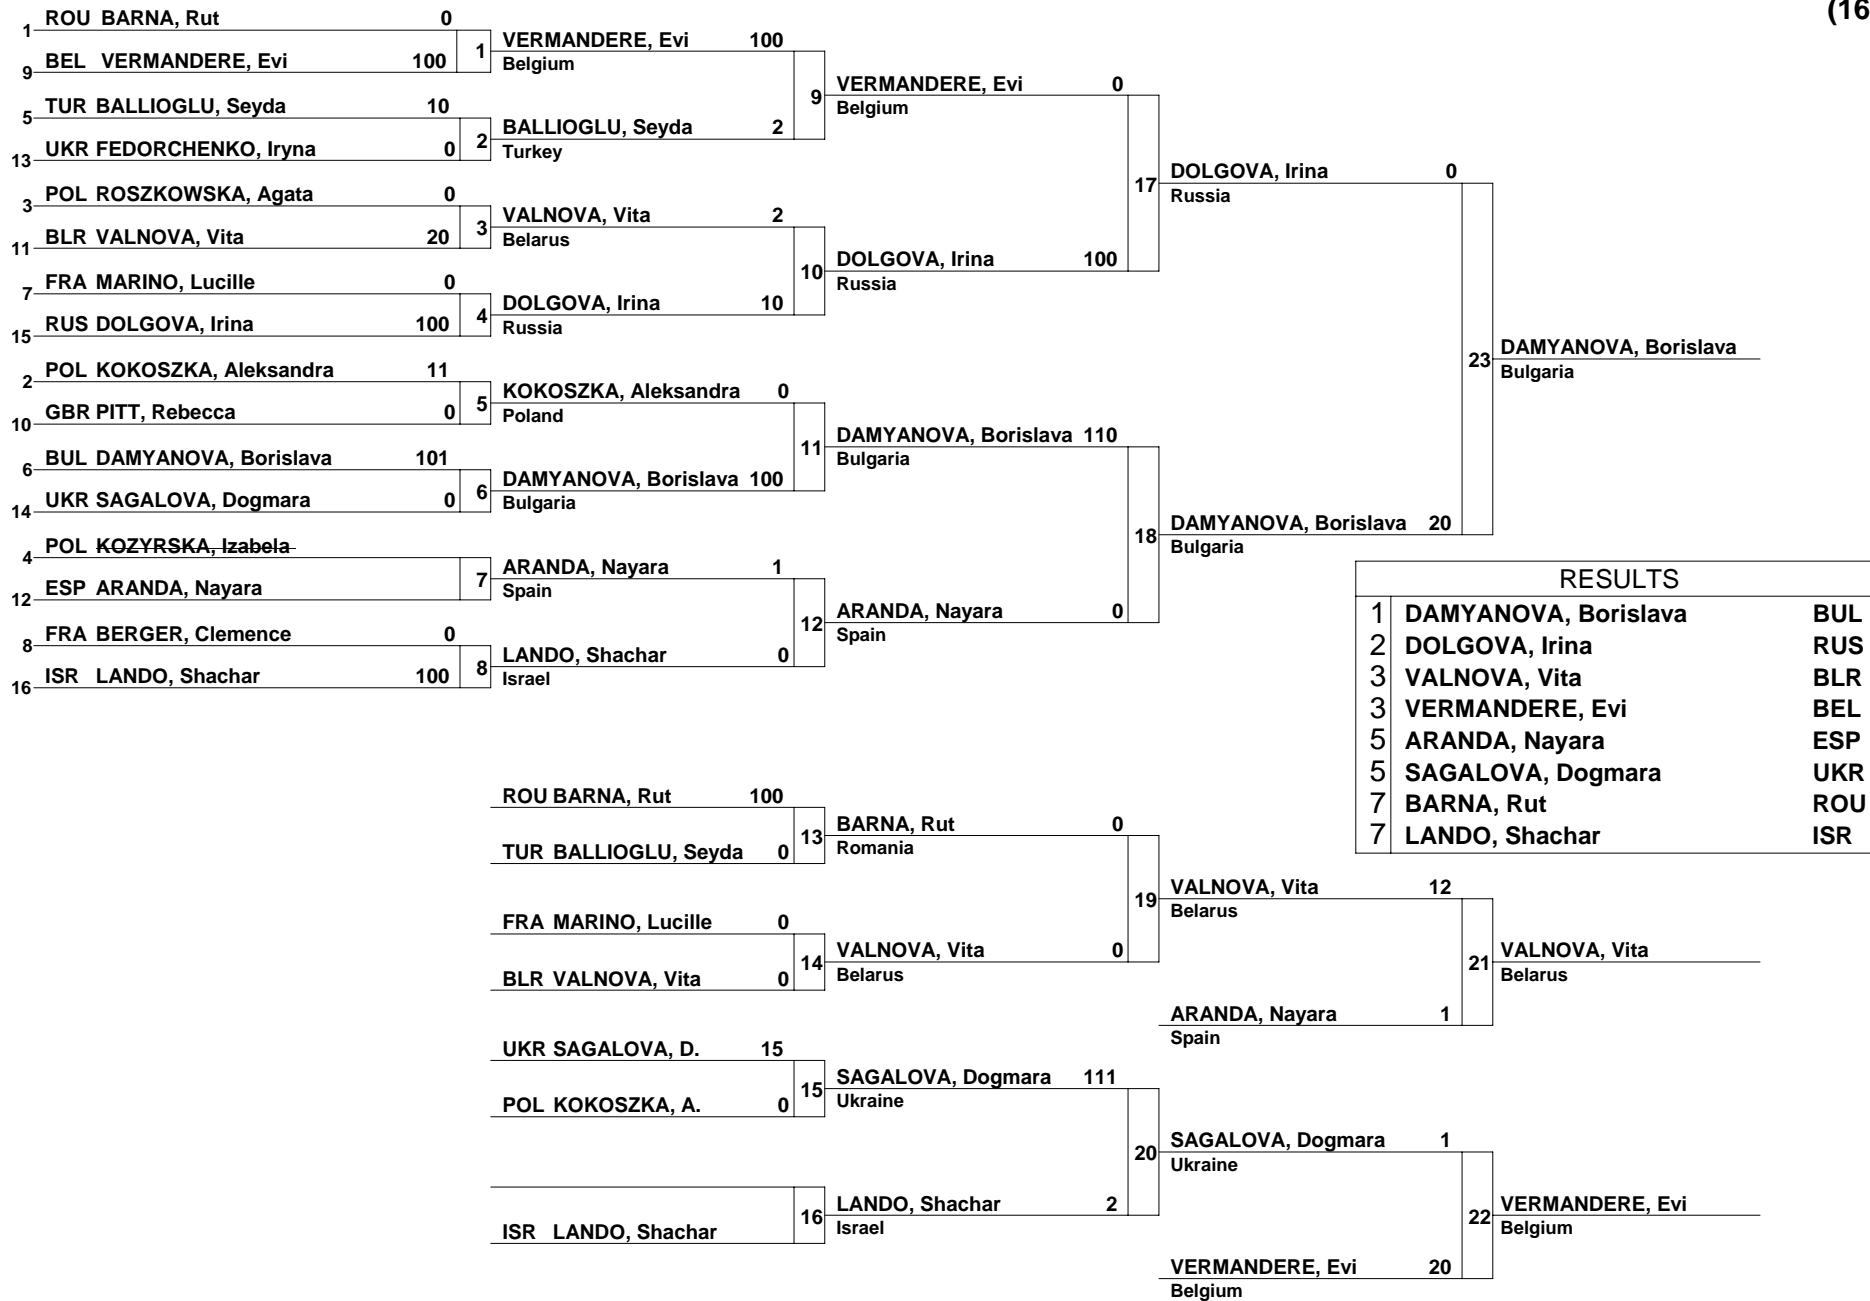 (16
1 ROU BARNA, Rut 0
9 BEL VERMANDERE, Evi 100
1
5 TUR BALLIOGLU, Seyda 10
13 UKR FEDORCHENKO, Iryna 0
2
3 POL ROSZKOWSKA, Agata 0
11 BLR VALNOVA, Vita 20
3
7 FRA MARINO, Lucille 0
15 RUS DOLGOVA, Irina 100
4
2 POL KOKOSZKA, Aleksandra 11
10 GBR PITT, Rebecca 0
5
6 BUL DAMYANOVA, Borislava 101
14 UKR SAGALOVA, Dogmara 0
6
4 POL KOZYRSKA, Izabela
12 ESP ARANDA, Nayara
7
8 FRA BERGER, Clemence 0
16 ISR LANDO, Shachar 100
8
VERMANDERE, Evi 100
Belgium
BALLIOGLU, Seyda 2
Turkey
9
VALNOVA, Vita 2
Belarus
DOLGOVA, Irina 10
Russia
10
KOKOSZKA, Aleksandra 0
Poland
DAMYANOVA, Borislava 100
Bulgaria
11
ARANDA, Nayara 1
Spain
LANDO, Shachar 0
Israel
12
VERMANDERE, Evi 0
Belgium
DOLGOVA, Irina 100
Russia
17
DAMYANOVA, Borislava 110
Bulgaria
ARANDA, Nayara 0
Spain
18
DOLGOVA, Irina 0
Russia
DAMYANOVA, Borislava 20
Bulgaria
23
DAMYANOVA, Borislava
Bulgaria
RESULTS
1 DAMYANOVA, Borislava BUL
2 DOLGOVA, Irina RUS
3 VALNOVA, Vita BLR
3 VERMANDERE, Evi BEL
5 ARANDA, Nayara ESP
5 SAGALOVA, Dogmara UKR
7 BARNA, Rut ROU
7 LANDO, Shachar ISR
ROU BARNA, Rut 100
TUR BALLIOGLU, Seyda 0
13
FRA MARINO, Lucille 0
BLR VALNOVA, Vita 0
14
UKR SAGALOVA, D. 15
POL KOKOSZKA, A. 0
15
ISR LANDO, Shachar
16
BARNA, Rut 0
Romania
VALNOVA, Vita 0
Belarus
19
SAGALOVA, Dogmara 111
Ukraine
LANDO, Shachar 2
Israel
20
VALNOVA, Vita 12
Belarus
ARANDA, Nayara 1
Spain
21
VALNOVA, Vita
Belarus
SAGALOVA, Dogmara 1
Ukraine
VERMANDERE, Evi 20
Belgium
22
VERMANDERE, Evi
Belgium